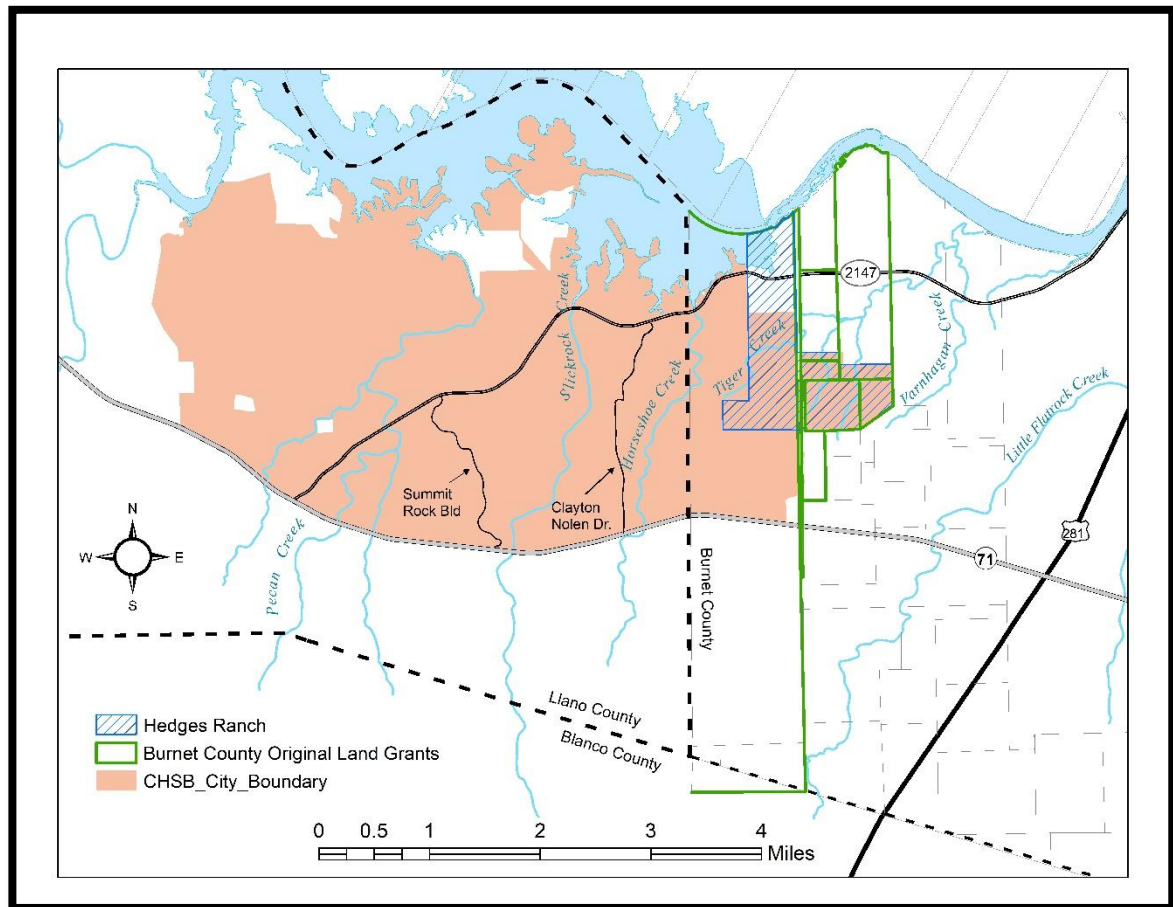 2147
Slickrock Creek
Horseshoe Creek
Tiger Creek
Varnhagan Creek
Little Flatrock Creek
Summit
Rock Bld
Clayton
Nolen Dr.
Pecan Creek
281
71
N
W
E
S
Burnet County
Llano County
Blanco County
Hedges Ranch
Burnet County Original Land Grants
CHSB_City_Boundary
0 0.5 1 2 3 4
Miles